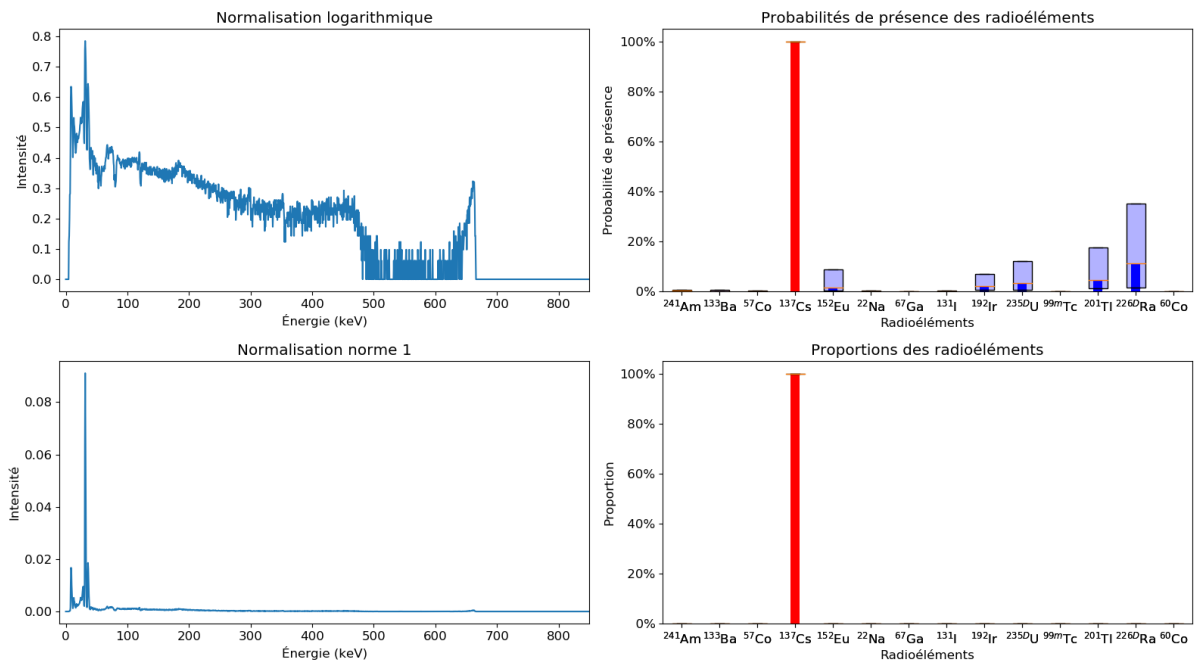 Normalisation logarithmique
Intensité
0.8
0.7
0.6
0.5
0.4
0.3
0.2
0.1
0.0
0 100 200 300 400 500 600 700 800
Énergie (keV)
Probabilités de présence des radioéléments
Probabilité de présence
100%
80%
60%
40%
20%
0%
²⁴¹Am ¹³³Ba ⁵⁷Co ¹³⁷Cs ¹⁵²Eu ²²Na ⁶⁷Ga ¹³¹I ¹⁹²Ir ²³⁵ᴰU ⁹⁹ᵐTc ²⁰¹Tl ²²⁶ᴰRa ⁶⁰Co
Radioéléments
Normalisation norme 1
Intensité
0.08
0.06
0.04
0.02
0.00
0 100 200 300 400 500 600 700 800
Énergie (keV)
Proportions des radioéléments
Proportion
100%
80%
60%
40%
20%
0%
²⁴¹Am ¹³³Ba ⁵⁷Co ¹³⁷Cs ¹⁵²Eu ²²Na ⁶⁷Ga ¹³¹I ¹⁹²Ir ²³⁵ᴰU ⁹⁹ᵐTc ²⁰¹Tl ²²⁶ᴰRa ⁶⁰Co
Radioéléments